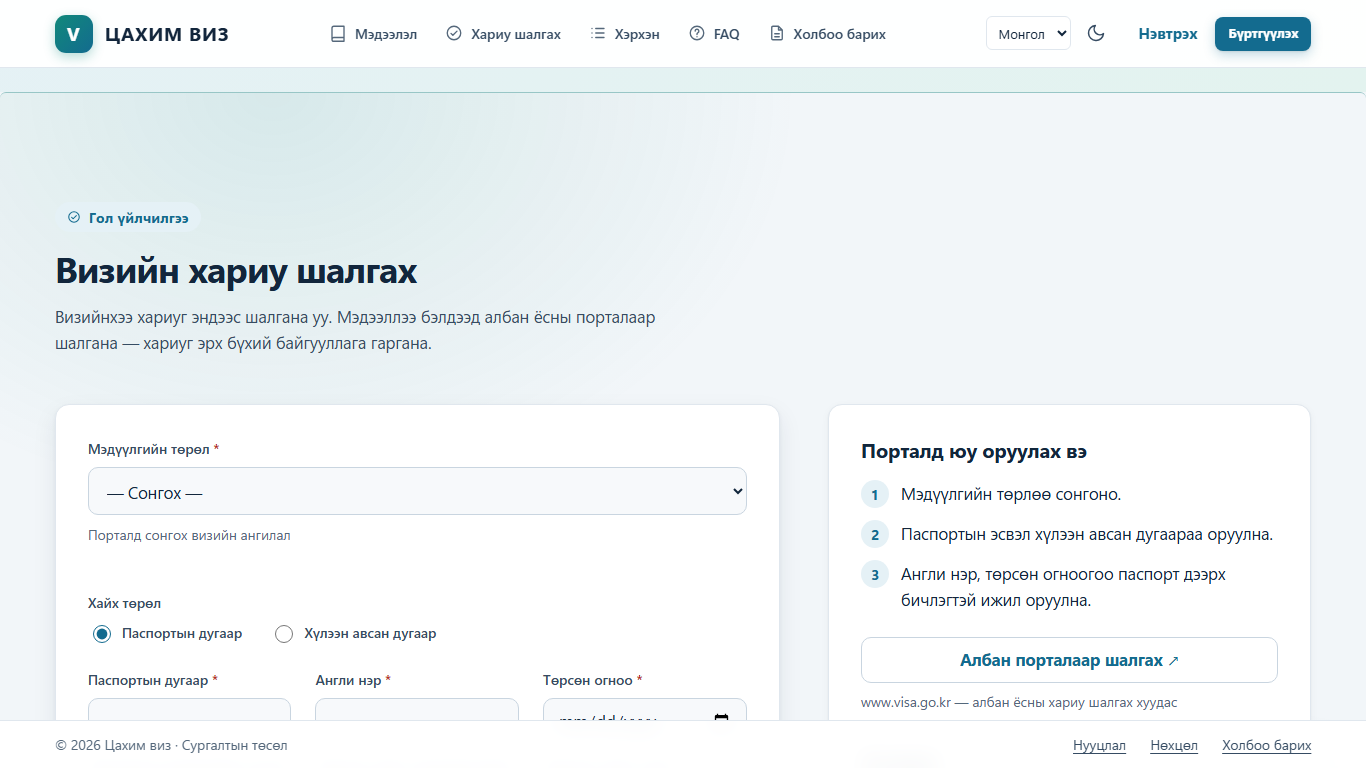 V ЦАХИМ ВИЗ
Мэдээлэл
Хариу шалгах
Хэрхэн
FAQ
Холбоо барих
Монгол
Нэвтрэх
Бүртгүүлэх
Гол үйлчилгээ
Визийн хариу шалгах
Визийнхээ хариуг эндээс шалгана уу. Мэдээллээ бэлдээд албан ёсны порталаар
шалгана — хариуг эрх бүхий байгууллага гаргана.
Мэдүүлгийн төрөл *
— Сонгох —
Порталд сонгох визийн ангилал
Хайх төрөл
Паспортын дугаар
Хүлээн авсан дугаар
Паспортын дугаар *
Англи нэр *
Төрсөн огноо *
mm/dd/yyyy
Порталд юу оруулах вэ
1 Мэдүүлгийн төрлөө сонгоно.
2 Паспортын эсвэл хүлээн авсан дугаараа оруулна.
3 Англи нэр, төрсөн огноогоо паспорт дээрх
бичлэгтэй ижил оруулна.
Албан порталаар шалгах ↗
www.visa.go.kr — албан ёсны хариу шалгах хуудас
© 2026 Цахим виз · Сургалтын төсөл
Нууцлал
Нөхцөл
Холбоо барих